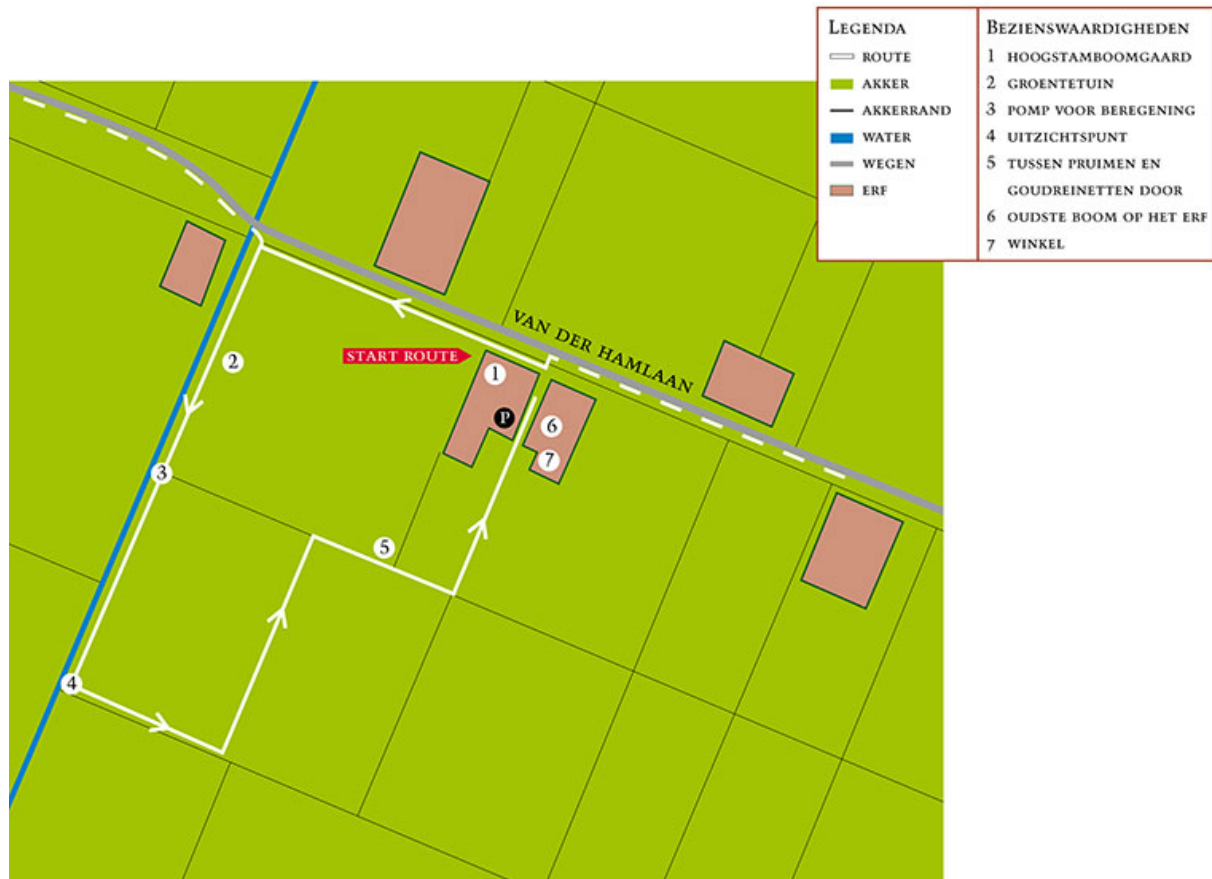 LEGENDA
ROUTE
AKKER
AKKERRAND
WATER
WEGEN
ERF
BEZIENSWAARDIGHEDEN
1 HOOGSTAMBOOMGAARD
2 GROENTETUIN
3 POMP VOOR BEREGENING
4 UITZICHTSPUNT
5 TUSSEN PRUIMEN EN
GOUDREINETTEN DOOR
6 OUDSTE BOOM OP HET ERF
7 WINKEL
VAN DER HAMLAAN
START ROUTE
1
2
P
6
7
3
5
4